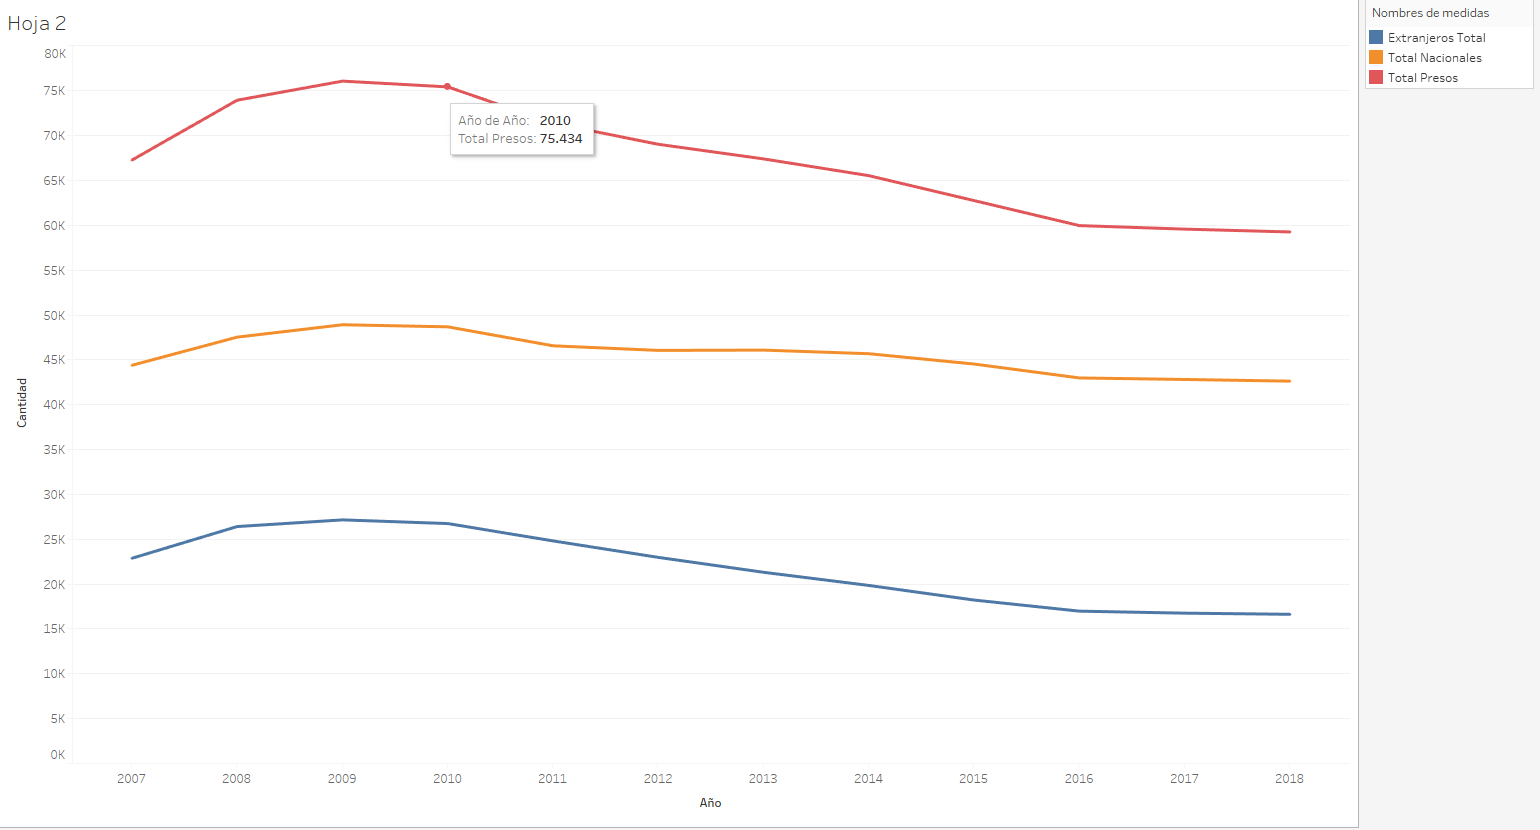 Hoja 2
80K
75K
70K
65K
60K
55K
50K
45K
40K
35K
30K
25K
20K
15K
10K
5K
0K
Cantidad
Año de Año: 2010
Total Presos: 75.434
2007 2008 2009 2010 2011 2012 2013 2014 2015 2016 2017 2018
Año
Nombres de medidas
Extranjeros Total
Total Nacionales
Total Presos